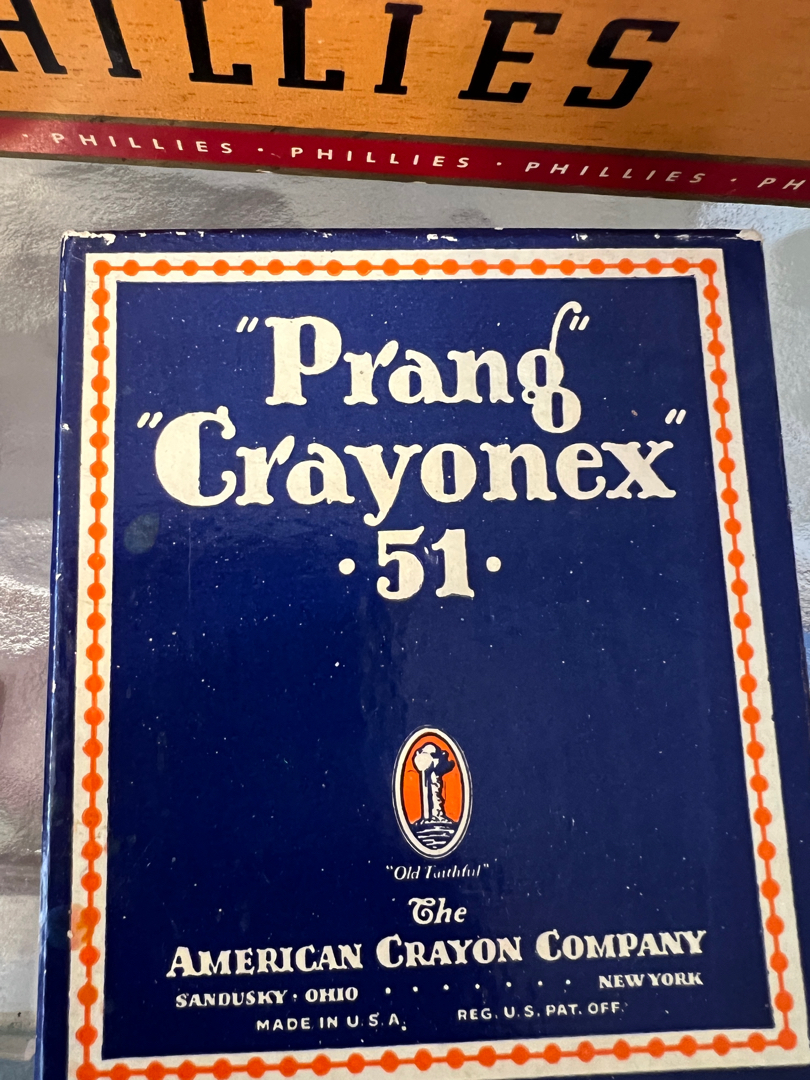 HILLIES
· PHILLIES · PHILLIES · PHILLIES · PH
"Prang"
"Crayonex"
· 51 ·
"Old Faithful"
The
AMERICAN CRAYON COMPANY
SANDUSKY · OHIO · · · · · · · NEW YORK
MADE IN U.S.A. REG. U.S. PAT. OFF.